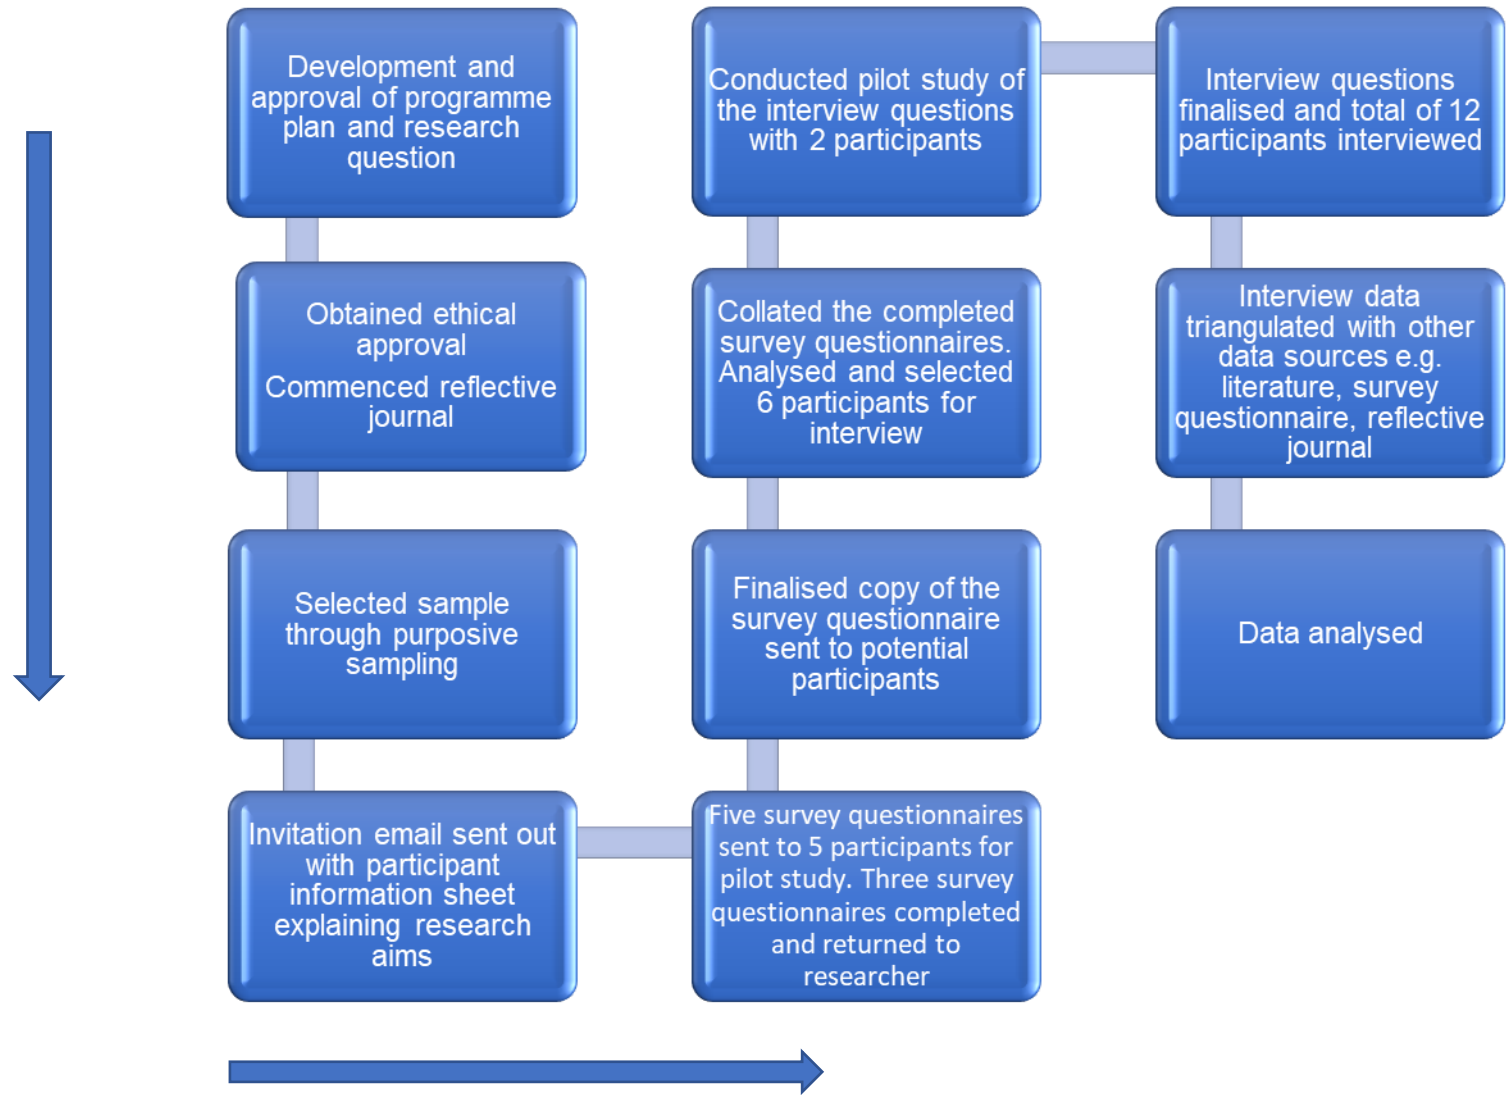 Development and
approval of programme
plan and research
question
Obtained ethical
approval
Commenced reflective
journal
Selected sample
through purposive
sampling
Invitation email sent out
with participant
information sheet
explaining research
aims
Five survey questionnaires
sent to 5 participants for
pilot study. Three survey
questionnaires completed
and returned to
researcher
Finalised copy of the
survey questionnaire
sent to potential
participants
Collated the completed
survey questionnaires.
Analysed and selected
6 participants for
interview
Conducted pilot study of
the interview questions
with 2 participants
Interview questions
finalised and total of 12
participants interviewed
Interview data
triangulated with other
data sources e.g.
literature, survey
questionnaire, reflective
journal
Data analysed